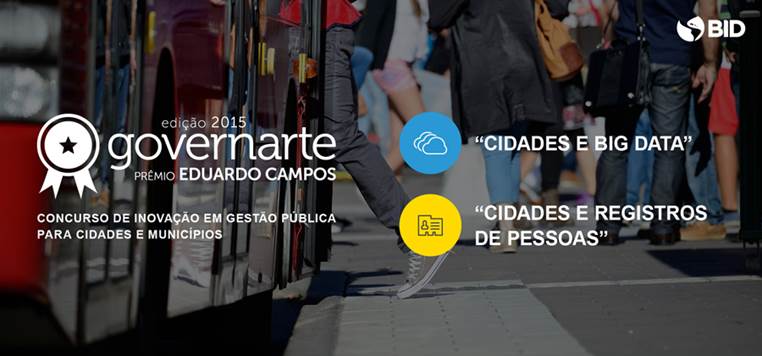 BID
edição 2015
governarte
PRÊMIO EDUARDO CAMPOS
CONCURSO DE INOVAÇÃO EM GESTÃO PÚBLICA
PARA CIDADES E MUNICÍPIOS
“CIDADES E BIG DATA”
“CIDADES E REGISTROS
DE PESSOAS”